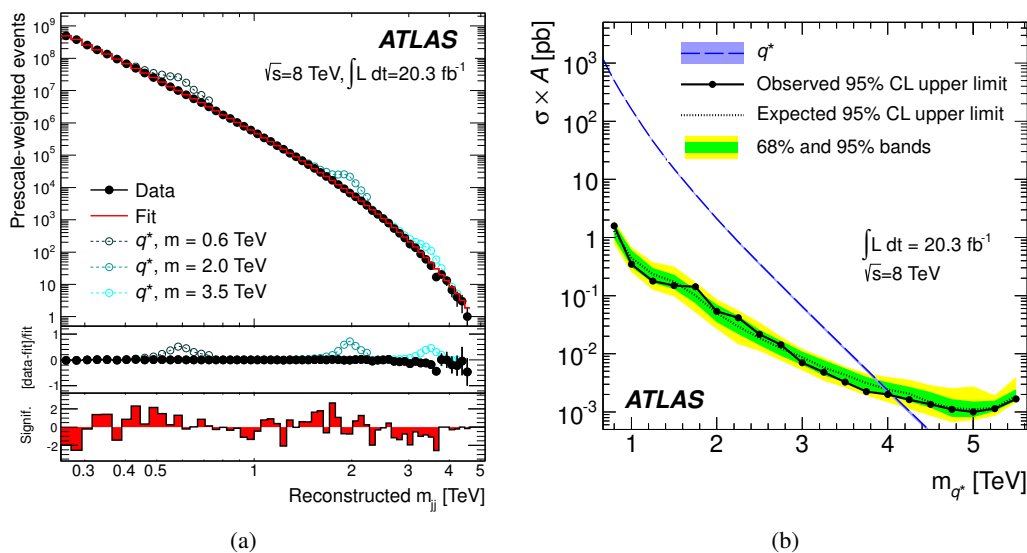 Prescale-weighted events
10⁹
10⁸
10⁷
10⁶
10⁵
10⁴
10³
10²
10
1
ATLAS
√s=8 TeV, ∫L dt=20.3 fb⁻¹
Data
Fit
q*, m = 0.6 TeV
q*, m = 2.0 TeV
q*, m = 3.5 TeV
[data-fit]/fit
1
0
-1
Signif.
2
0
-2
0.3 0.4 0.5 1 2 3 4 5
Reconstructed m_jj [TeV]
(a)
σ × A [pb]
10³
10²
10
1
10⁻¹
10⁻²
10⁻³
q*
Observed 95% CL upper limit
Expected 95% CL upper limit
68% and 95% bands
∫L dt = 20.3 fb⁻¹
√s=8 TeV
ATLAS
1 2 3 4 5
m_q* [TeV]
(b)